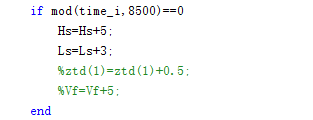 if mod(time_i,8500)==0
Hs=Hs+5;
Ls=Ls+3;
%ztd(1)=ztd(1)+0.5;
%Vf=Vf+5;
end